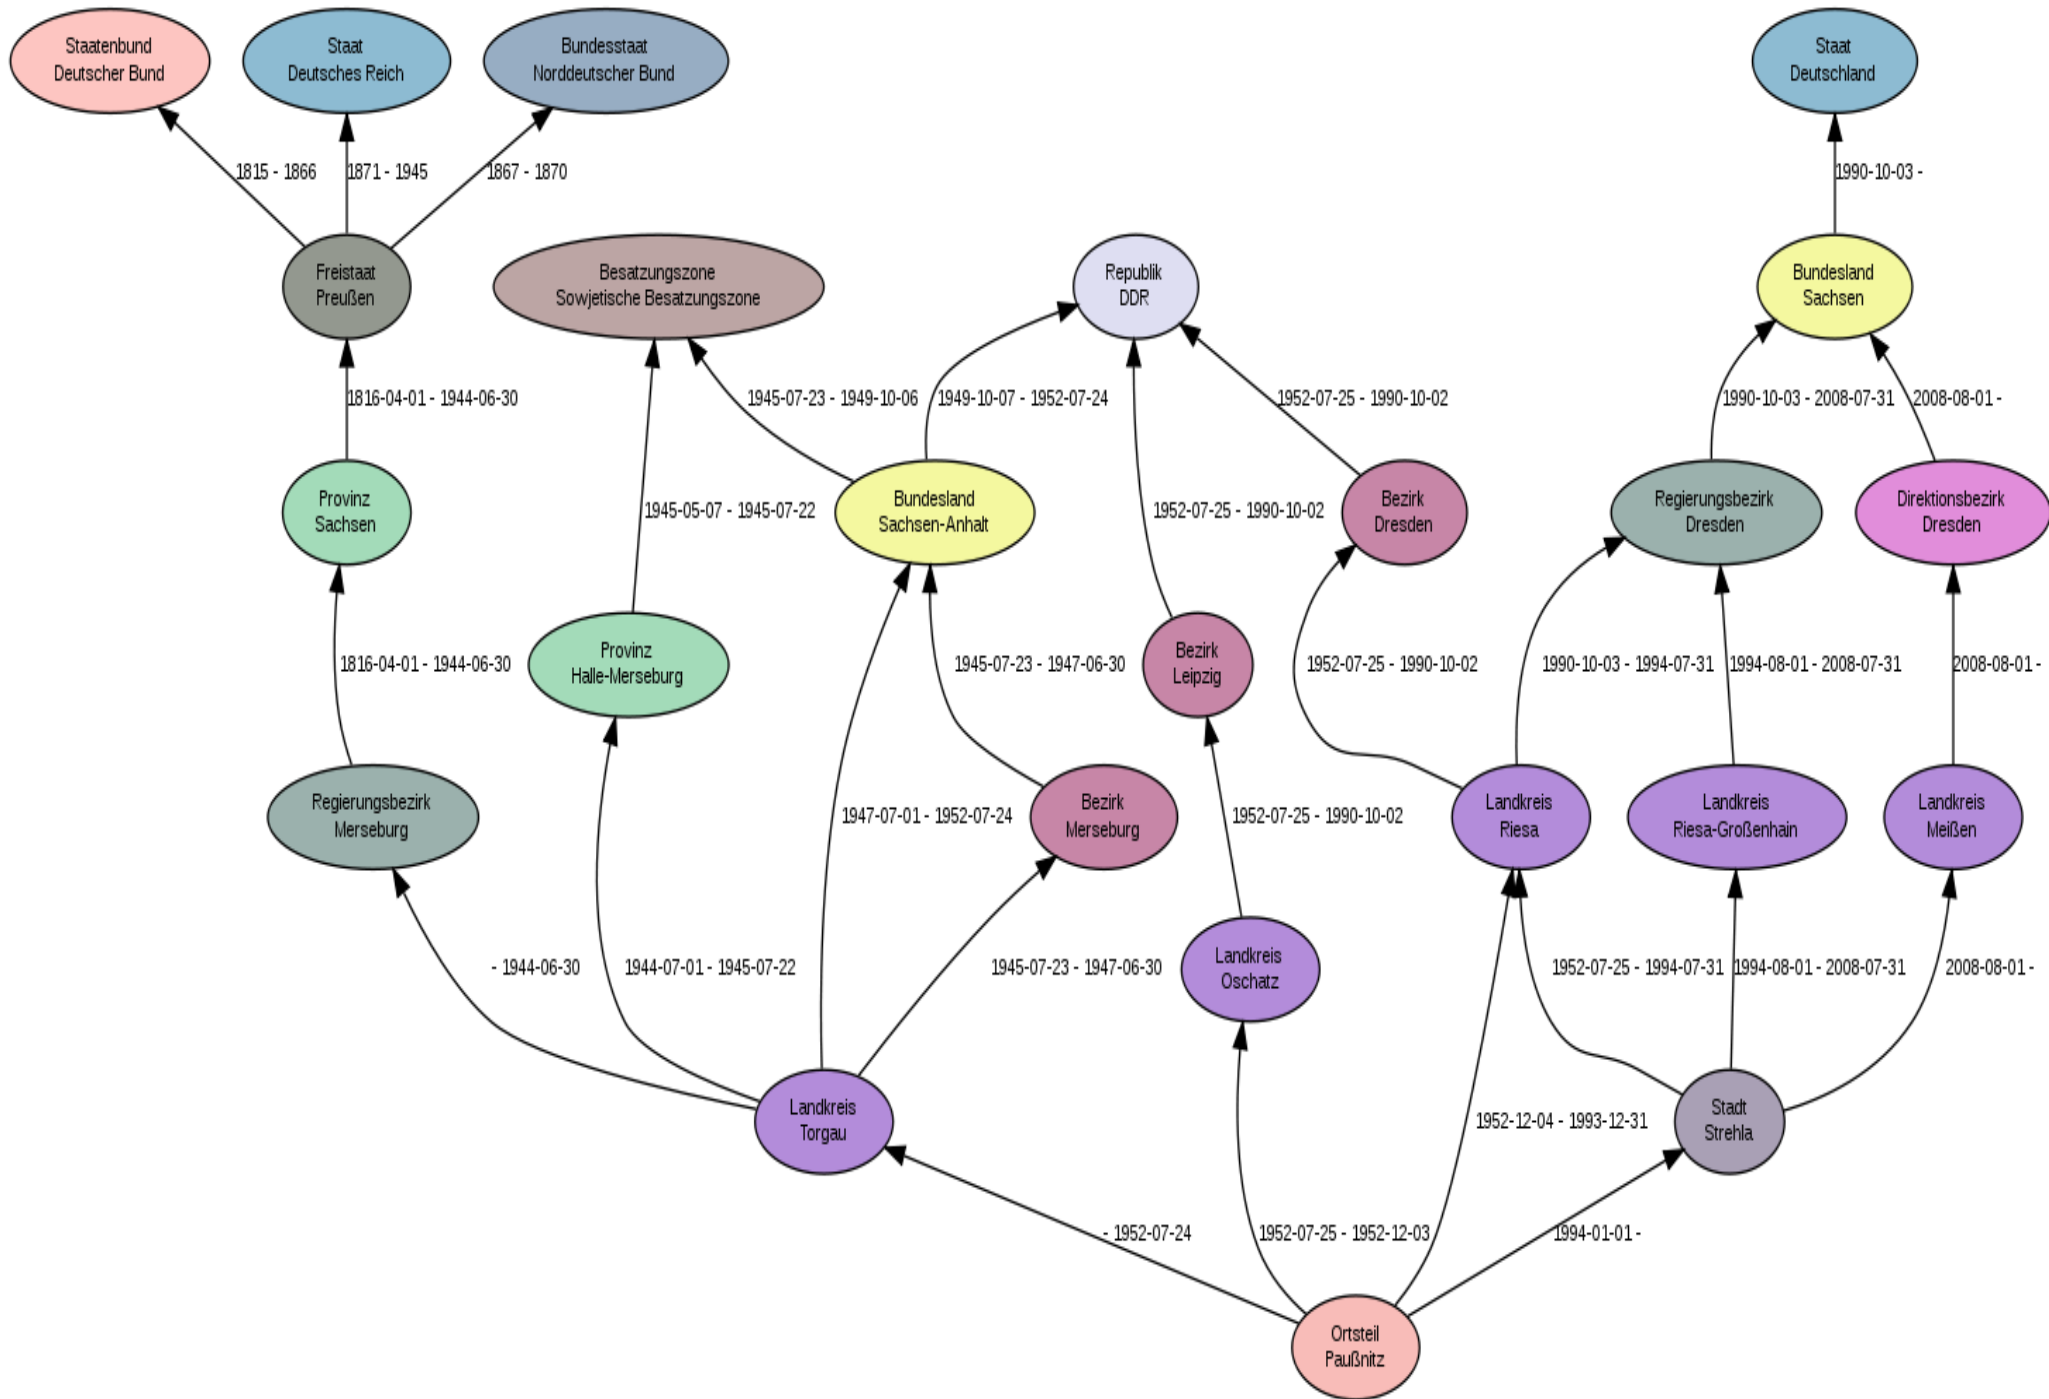 Staatenbund
Deutscher Bund
Staat
Deutsches Reich
Bundesstaat
Norddeutscher Bund
Staat
Deutschland
1815 - 1866
1871 - 1945
1867 - 1870
1990-10-03 -
Freistaat
Preußen
Besatzungszone
Sowjetische Besatzungszone
Republik
DDR
Bundesland
Sachsen
1816-04-01 - 1944-06-30
1945-07-23 - 1949-10-06
1949-10-07 - 1952-07-24
1952-07-25 - 1990-10-02
1990-10-03 - 2008-07-31
2008-08-01 -
Provinz
Sachsen
1945-05-07 - 1945-07-22
Bundesland
Sachsen-Anhalt
1952-07-25 - 1990-10-02
Bezirk
Dresden
Regierungsbezirk
Dresden
Direktionsbezirk
Dresden
1816-04-01 - 1944-06-30
Provinz
Halle-Merseburg
1945-07-23 - 1947-06-30
Bezirk
Leipzig
1952-07-25 - 1990-10-02
1990-10-03 - 1994-07-31
1994-08-01 - 2008-07-31
2008-08-01 -
Regierungsbezirk
Merseburg
1947-07-01 - 1952-07-24
Bezirk
Merseburg
1952-07-25 - 1990-10-02
Landkreis
Riesa
Landkreis
Riesa-Großenhain
Landkreis
Meißen
- 1944-06-30
1944-07-01 - 1945-07-22
1945-07-23 - 1947-06-30
Landkreis
Oschatz
1952-07-25 - 1994-07-31
1994-08-01 - 2008-07-31
2008-08-01 -
Landkreis
Torgau
1952-12-04 - 1993-12-31
Stadt
Strehla
- 1952-07-24
1952-07-25 - 1952-12-03
1994-01-01 -
Ortsteil
Paußnitz